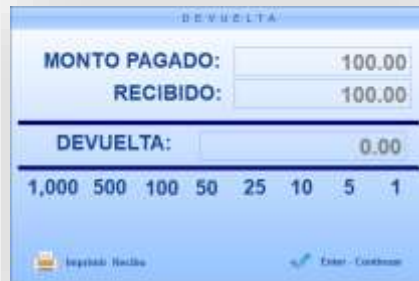 DEVUELTA
MONTO PAGADO: 100.00
RECIBIDO: 100.00
DEVUELTA: 0.00
1,000 500 100 50 25 10 5 1
Imprimir Recibo Enter - Continuar